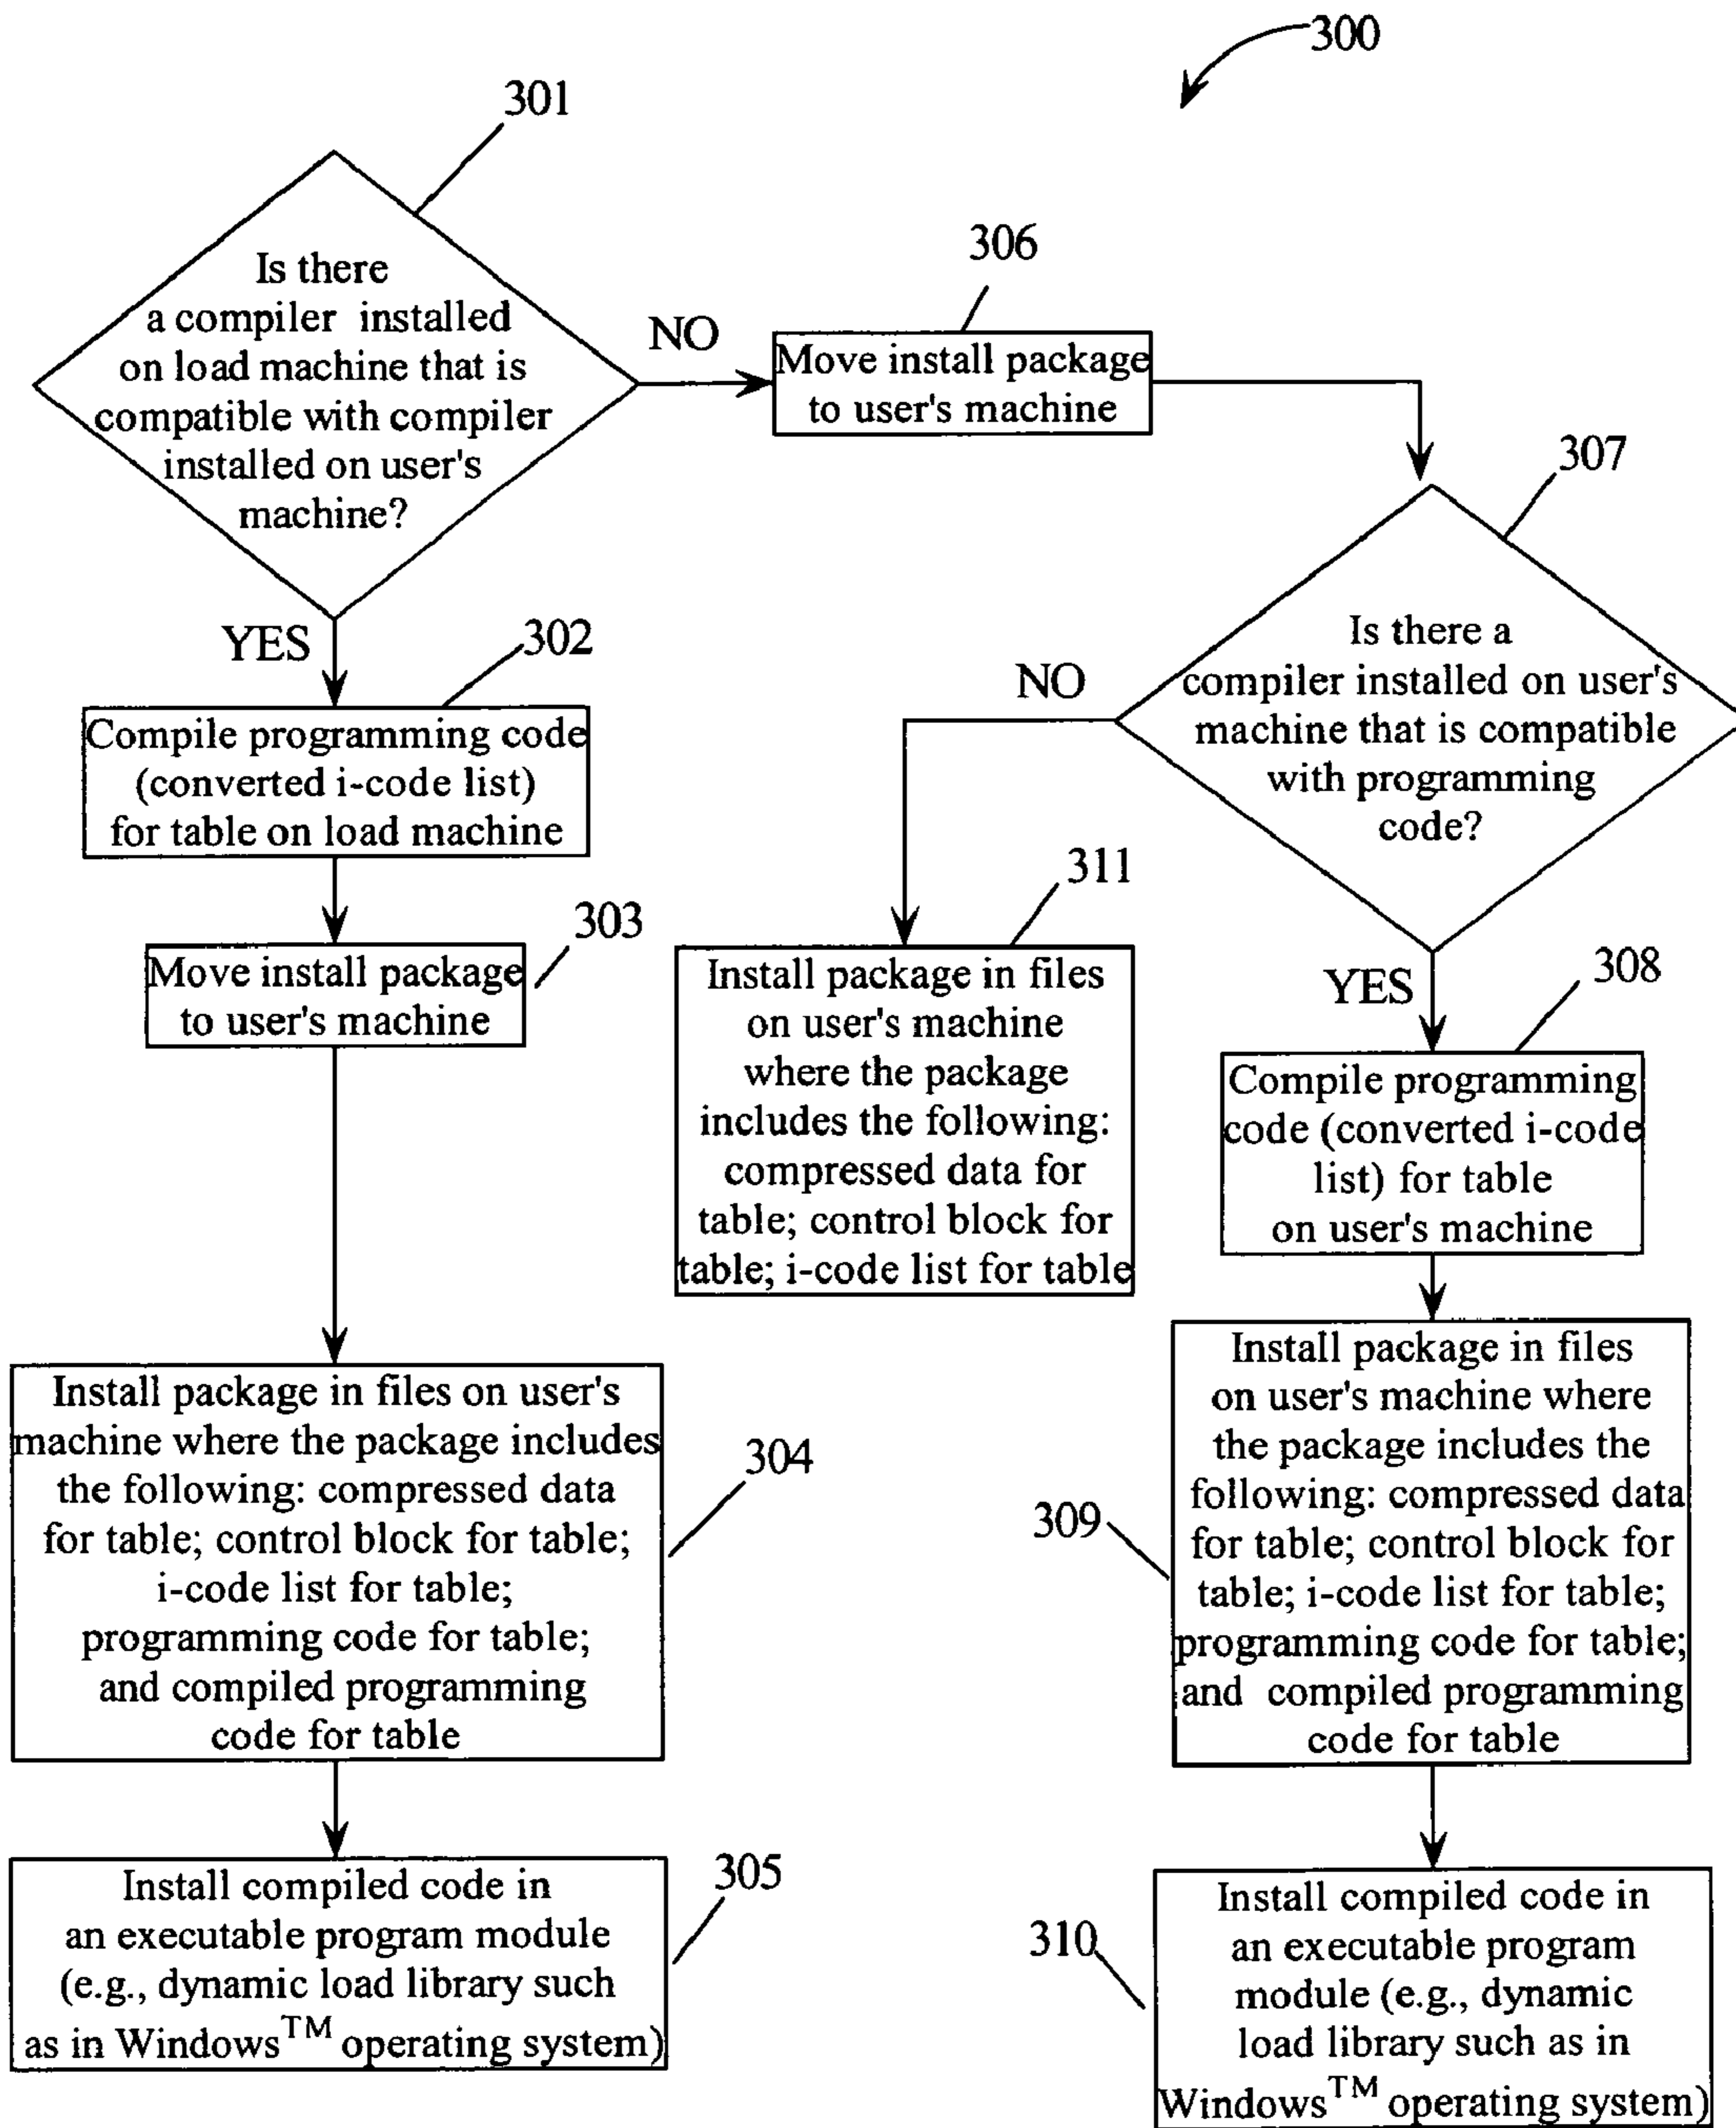 300
301
Is there
a compiler installed
on load machine that is
compatible with compiler
installed on user's
machine?
NO
306
Move install package
to user's machine
307
Is there a
compiler installed on user's
machine that is compatible
with programming
code?
YES
302
Compile programming code
(converted i-code list)
for table on load machine
303
Move install package
to user's machine
NO
311
Install package in files
on user's machine
where the package
includes the following:
compressed data for
table; control block for
table; i-code list for table
YES
308
Compile programming
code (converted i-code
list) for table
on user's machine
304
Install package in files on user's
machine where the package includes
the following: compressed data
for table; control block for table;
i-code list for table;
programming code for table;
and compiled programming
code for table
309
Install package in files
on user's machine where
the package includes the
following: compressed data
for table; control block for
table; i-code list for table;
programming code for table;
and compiled programming
code for table
305
Install compiled code in
an executable program module
(e.g., dynamic load library such
as in Windows™ operating system)
310
Install compiled code in
an executable program
module (e.g., dynamic
load library such as in
Windows™ operating system)